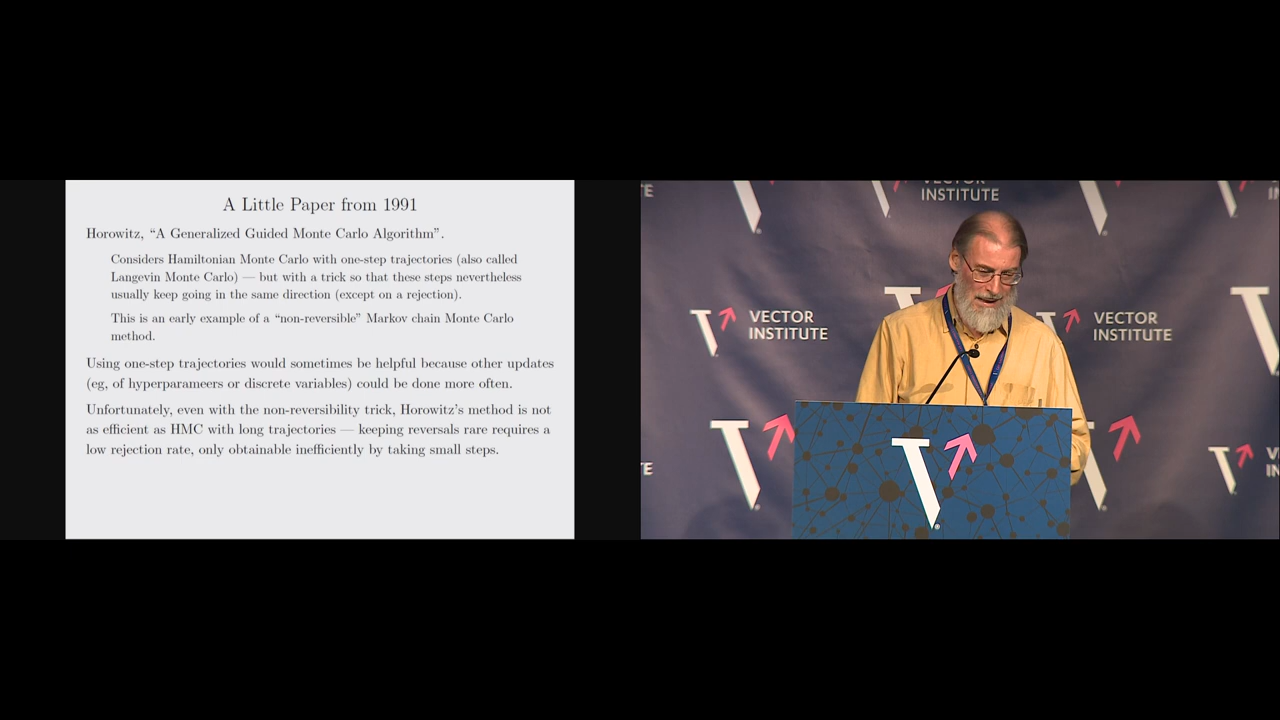 A Little Paper from 1991
Horowitz, “A Generalized Guided Monte Carlo Algorithm”.
Considers Hamiltonian Monte Carlo with one-step trajectories (also called
Langevin Monte Carlo) — but with a trick so that these steps nevertheless
usually keep going in the same direction (except on a rejection).
This is an early example of a “non-reversible” Markov chain Monte Carlo
method.
Using one-step trajectories would sometimes be helpful because other updates
(eg, of hyperparameers or discrete variables) could be done more often.
Unfortunately, even with the non-reversibility trick, Horowitz’s method is not
as efficient as HMC with long trajectories — keeping reversals rare requires a
low rejection rate, only obtainable inefficiently by taking small steps.
VECTOR
INSTITUTE
VECTOR
INSTITUTE
VECTOR
INSTITUTE